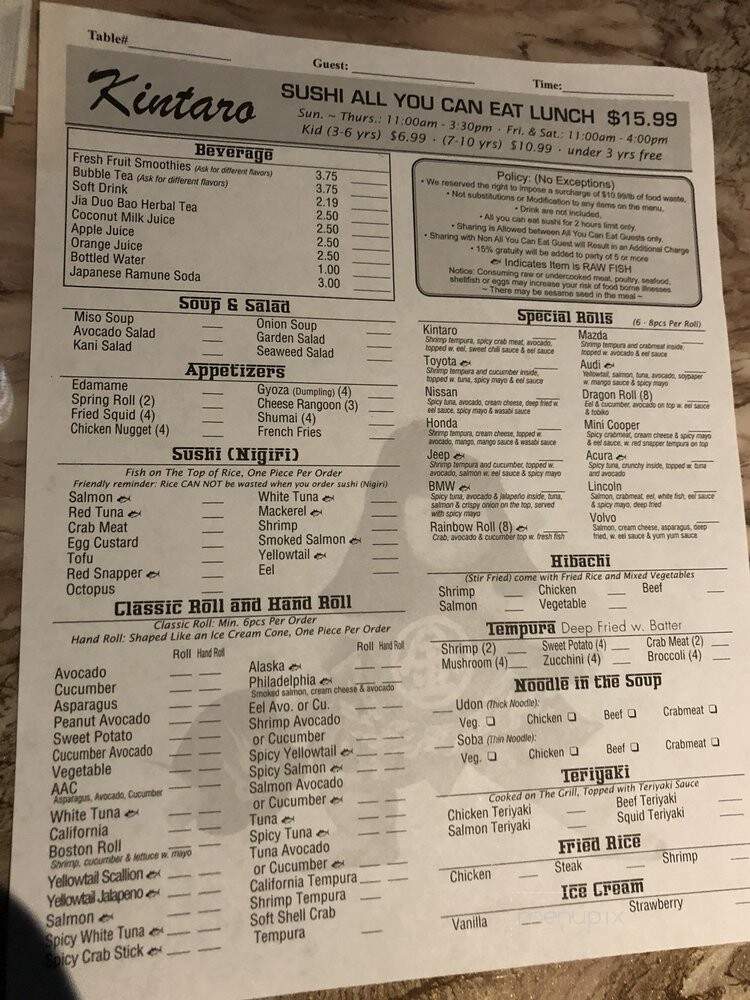 Table#
Guest:
Time:
Kintaro
SUSHI ALL YOU CAN EAT LUNCH $15.99
Sun. ~ Thurs.: 11:00am - 3:30pm · Fri. & Sat.: 11:00am - 4:00pm
Kid (3-6 yrs) $6.99 · (7-10 yrs) $10.99 · under 3 yrs free
Beverage
Fresh Fruit Smoothies (Ask for different flavors) 3.75
Bubble Tea (Ask for different flavors) 3.75
Soft Drink 2.19
Jia Duo Bao Herbal Tea 2.50
Coconut Milk Juice 2.50
Apple Juice 2.50
Orange Juice 2.50
Bottled Water 1.00
Japanese Ramune Soda 3.00
Policy: (No Exceptions)
• We reserved the right to impose a surcharge of $10.99/lb of food waste.
• Not substitutions or Modification to any items on the menu.
• Drink are not included.
• All you can eat sushi for 2 hours limit only
• Sharing is Allowed between All You Can Eat Guests only
• Sharing with Non All You Can Eat Guest will Result in an Additional Charge
• 15% gratuity will be added to party of 5 or more
Indicates Item is RAW FISH
Notice: Consuming raw or undercooked meat, poultry, seafood,
shellfish or eggs may increase your risk of food borne illnesses
~ There may be sesame seed in the meal ~
Soup & Salad
Miso Soup
Avocado Salad
Kani Salad
Onion Soup
Garden Salad
Seaweed Salad
Appetizers
Edamame
Spring Roll (2)
Fried Squid (4)
Chicken Nugget (4)
Gyoza (Dumpling) (4)
Cheese Rangoon (3)
Shumai (4)
French Fries
Sushi (Nigiri)
Fish on The Top of Rice, One Piece Per Order
Friendly reminder: Rice CAN NOT be wasted when you order sushi (Nigiri)
Salmon
Red Tuna
Crab Meat
Egg Custard
Tofu
Red Snapper
Octopus
White Tuna
Mackerel
Shrimp
Smoked Salmon
Yellowtail
Eel
Classic Roll and Hand Roll
Classic Roll: Min. 6pcs Per Order
Hand Roll: Shaped Like an Ice Cream Cone, One Piece Per Order
Roll Hand Roll
Avocado
Cucumber
Asparagus
Peanut Avocado
Sweet Potato
Cucumber Avocado
Vegetable
AAC
Asparagus, Avocado, Cucumber
White Tuna
California
Boston Roll
Shrimp, cucumber & lettuce w. mayo
Yellowtail Scallion
Yellowtail Jalapeno
Salmon
Spicy White Tuna
Spicy Crab Stick
Roll Hand Roll
Alaska
Philadelphia
Smoked salmon, cream cheese & avocado
Eel Avo. or Cu.
Shrimp Avocado
or Cucumber
Spicy Yellowtail
Spicy Salmon
Salmon Avocado
or Cucumber
Tuna
Spicy Tuna
Tuna Avocado
or Cucumber
California Tempura
Shrimp Tempura
Soft Shell Crab
Tempura
Special Rolls (6 - 8pcs Per Roll)
Kintaro
Shrimp tempura, spicy crab meat, avocado,
topped w. eel, sweet chili sauce & eel sauce
Toyota
Shrimp tempura and cucumber inside,
topped w. tuna, spicy mayo & eel sauce
Nissan
Spicy tuna, avocado, cream cheese, deep fried w.
eel sauce, spicy mayo & wasabi sauce
Honda
Shrimp tempura, cream cheese, topped w.
avocado, mango, mango sauce & wasabi sauce
Jeep
Shrimp tempura and cucumber, topped w.
avocado, salmon w. eel sauce & spicy mayo
BMW
Spicy tuna, avocado & jalapeño inside, tuna,
salmon & crispy onion on the top, served
with spicy mayo
Rainbow Roll (8)
Crab, avocado & cucumber top w. fresh fish
Mazda
Shrimp tempura and crabmeat inside,
topped w. avocado & eel sauce
Audi
Yellowtail, salmon, tuna, avocado, soypaper
w. mango sauce & spicy mayo
Dragon Roll (8)
Eel & cucumber, avocado on top w. eel sauce
& tobiko
Mini Cooper
Spicy crabmeat, cream cheese & spicy mayo
& eel sauce, w. red snapper tempura on top
Acura
Spicy tuna, crunchy inside, topped w. tuna
and avocado
Lincoln
Salmon, crabmeat, eel, white fish, eel sauce
& spicy mayo, deep fried
Volvo
Salmon, cream cheese, asparagus, deep
fried, w. eel sauce & yum yum sauce
Hibachi
(Stir Fried) come with Fried Rice and Mixed Vegetables
Shrimp Chicken Beef
Salmon Vegetable
Tempura Deep Fried w. Batter
Shrimp (2) Sweet Potato (4) Crab Meat (2)
Mushroom (4) Zucchini (4) Broccoli (4)
Noodle in the Soup
Udon (Thick Noodle):
Veg. ❑ Chicken ❑ Beef ❑ Crabmeat ❑
Soba (Thin Noodle):
Veg. ❑ Chicken ❑ Beef ❑ Crabmeat ❑
Teriyaki
Cooked on The Grill, Topped with Teriyaki Sauce
Chicken Teriyaki Beef Teriyaki
Salmon Teriyaki Squid Teriyaki
Fried Rice
Chicken Steak Shrimp
Ice Cream
Vanilla Strawberry
menupix